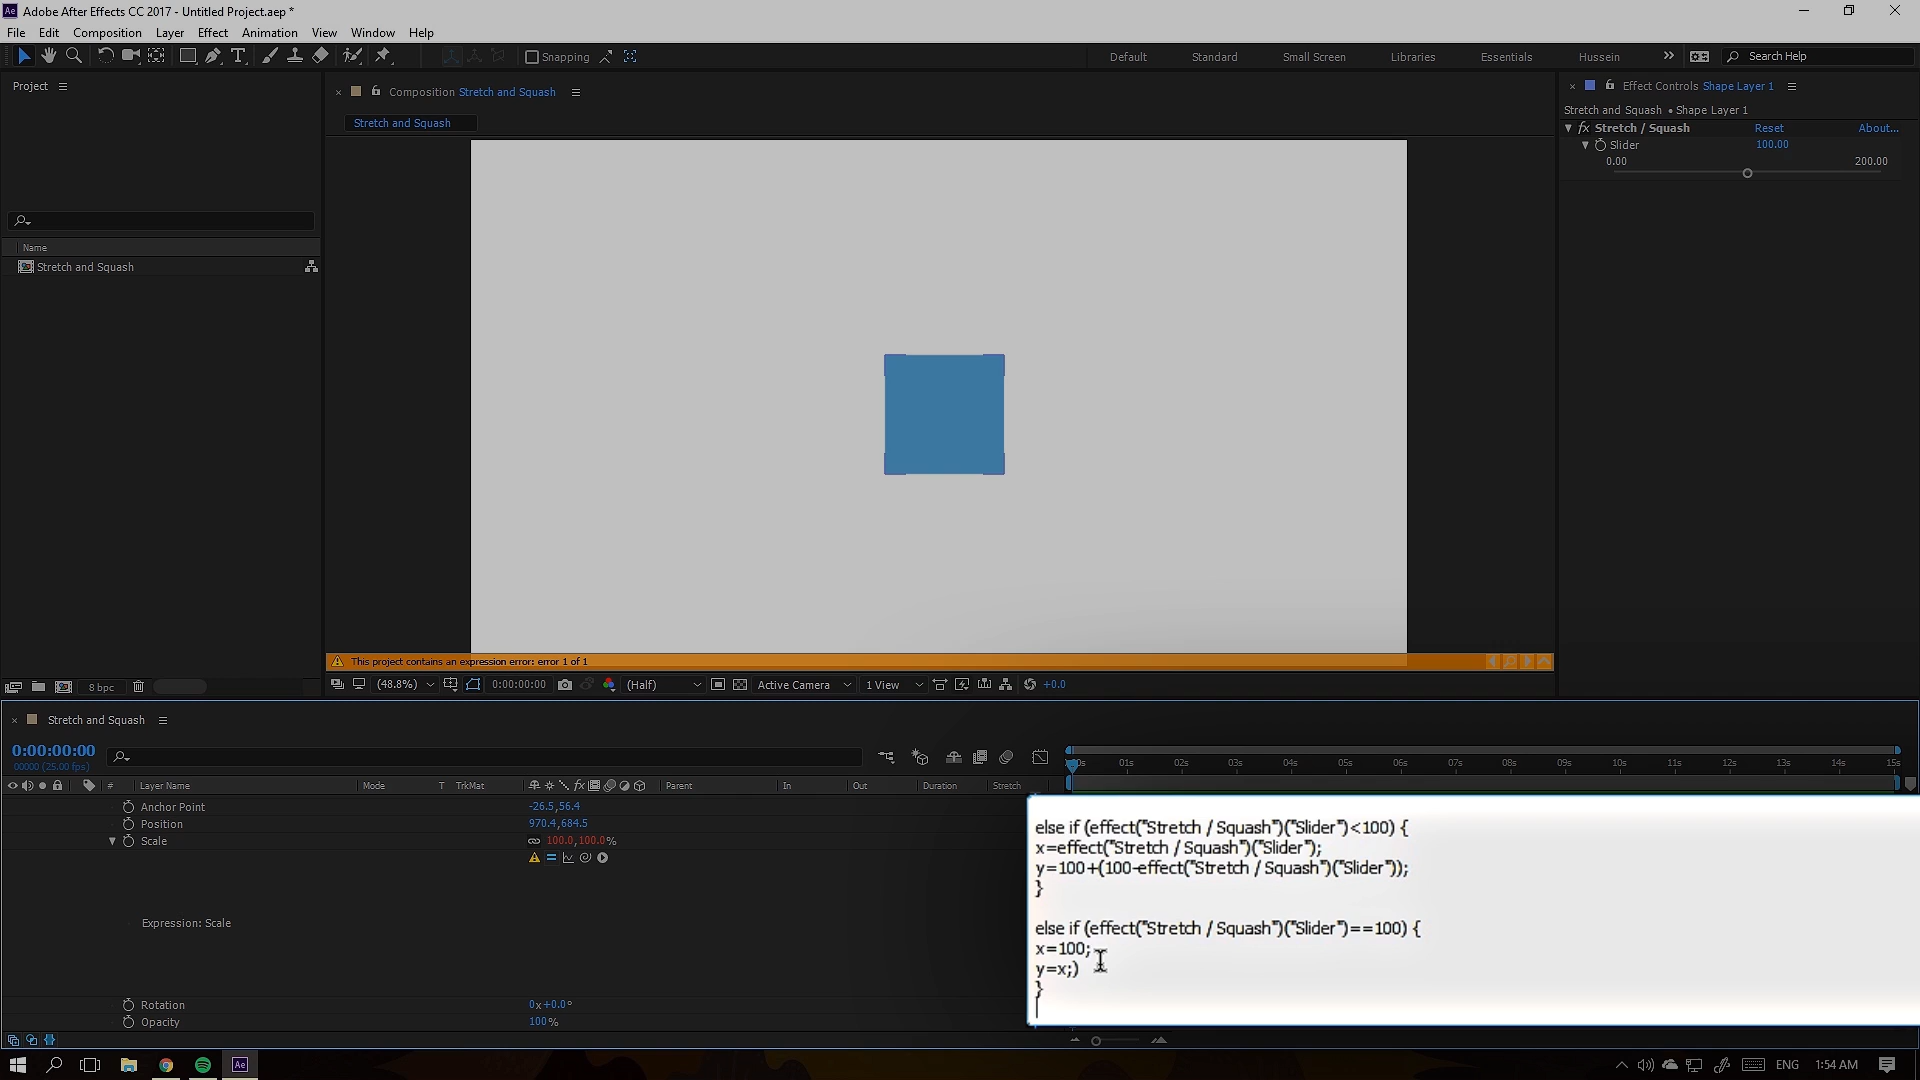 Ae Adobe After Effects CC 2017 - Untitled Project.aep *
File Edit Composition Layer Effect Animation View Window Help
Snapping
Default Standard Small Screen Libraries Essentials Hussein
Search Help
Project
Name
Stretch and Squash
8 bpc
Composition Stretch and Squash
Stretch and Squash
This project contains an expression error: error 1 of 1
(48.8%) 0:00:00:00 (Half) Active Camera 1 View +0.0
Effect Controls Shape Layer 1
Stretch and Squash • Shape Layer 1
fx Stretch / Squash Reset About...
Slider 100.00
0.00 200.00
Stretch and Squash
0:00:00:00
00000 (25.00 fps)
01s 02s 03s 04s 05s 06s 07s 08s 09s 10s 11s 12s 13s 14s 15s
# Layer Name Mode T TrkMat fx Parent In Out Duration Stretch
Anchor Point -26.5,56.4
Position 970.4,684.5
Scale 100.0,100.0%
Expression: Scale
Rotation 0x+0.0°
Opacity 100%
else if (effect("Stretch / Squash")("Slider")<100) {
x=effect("Stretch / Squash")("Slider");
y=100+(100-effect("Stretch / Squash")("Slider"));
}
else if (effect("Stretch / Squash")("Slider")==100) {
x=100;
y=x;)
}
Ae
ENG 1:54 AM